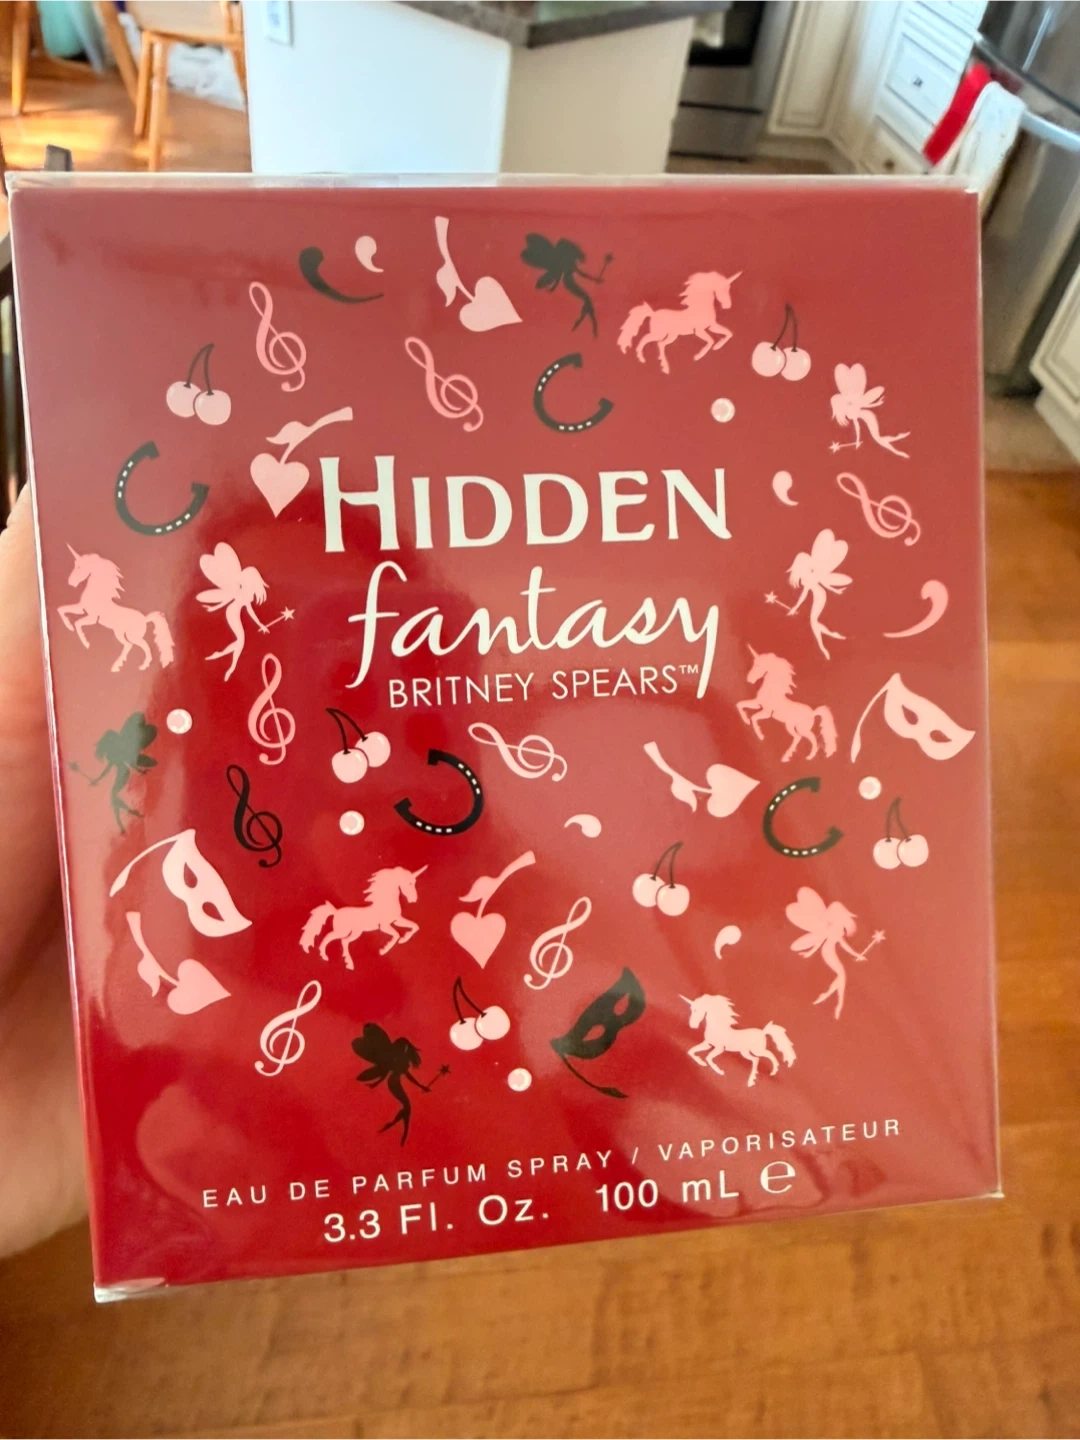 HIDDEN
fantasy
BRITNEY SPEARS™
EAU DE PARFUM SPRAY / VAPORISATEUR
3.3 Fl. Oz. 100 mL ℮